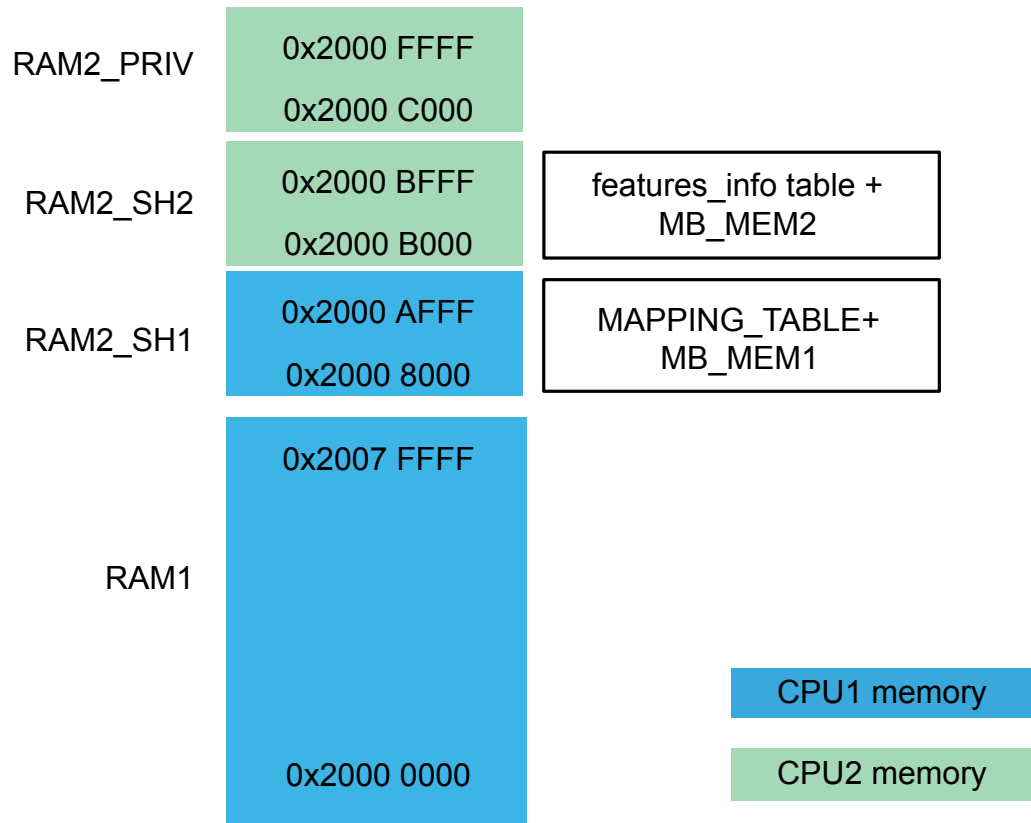 RAM2_PRIV
0x2000 FFFF
0x2000 C000
RAM2_SH2
0x2000 BFFF
0x2000 B000
features_info table +
MB_MEM2
RAM2_SH1
0x2000 AFFF
0x2000 8000
MAPPING_TABLE+
MB_MEM1
RAM1
0x2007 FFFF
0x2000 0000
CPU1 memory
CPU2 memory